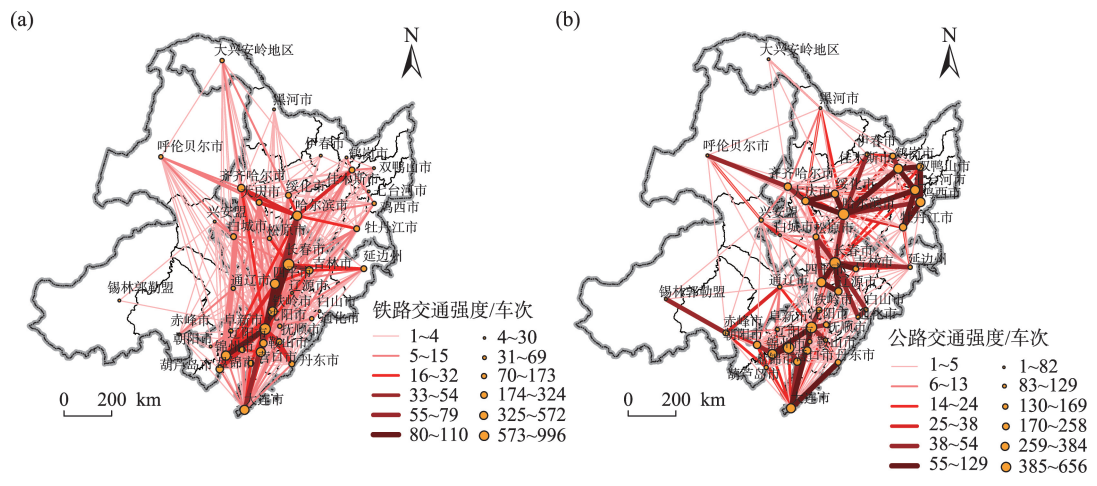 (a)
N
大兴安岭地区
黑河市
呼伦贝尔市
伊春市
鹤岗市
双鸭山市
齐齐哈尔市
绥化市
佳木斯市
七台河市
哈尔滨市
鸡西市
兴安盟
白城市
松原市
牡丹江市
长春市
延边州
吉林市
通辽市
辽源市
锡林郭勒盟
铁岭市
白山市
赤峰市
阜新市
通化市
朝阳市
抚顺市
鞍山市
葫芦岛市
丹东市
大连市
0 200 km
铁路交通强度/车次
1~4 4~30
5~15 31~69
16~32 70~173
33~54 174~324
55~79 325~572
80~110 573~996
(b)
N
大兴安岭地区
黑河市
呼伦贝尔市
伊春市
鹤岗市
佳木斯市
双鸭山市
齐齐哈尔市
绥化市
大庆市
鸡西市
兴安盟
牡丹江市
白城市
松原市
长春市
延边州
吉林市
通辽市
辽源市
锡林郭勒盟
铁岭市
白山市
赤峰市
阜新市
通化市
抚顺市
鞍山市
丹东市
葫芦岛市
大连市
0 200 km
公路交通强度/车次
1~5 1~82
6~13 83~129
14~24 130~169
25~38 170~258
38~54 259~384
55~129 385~656